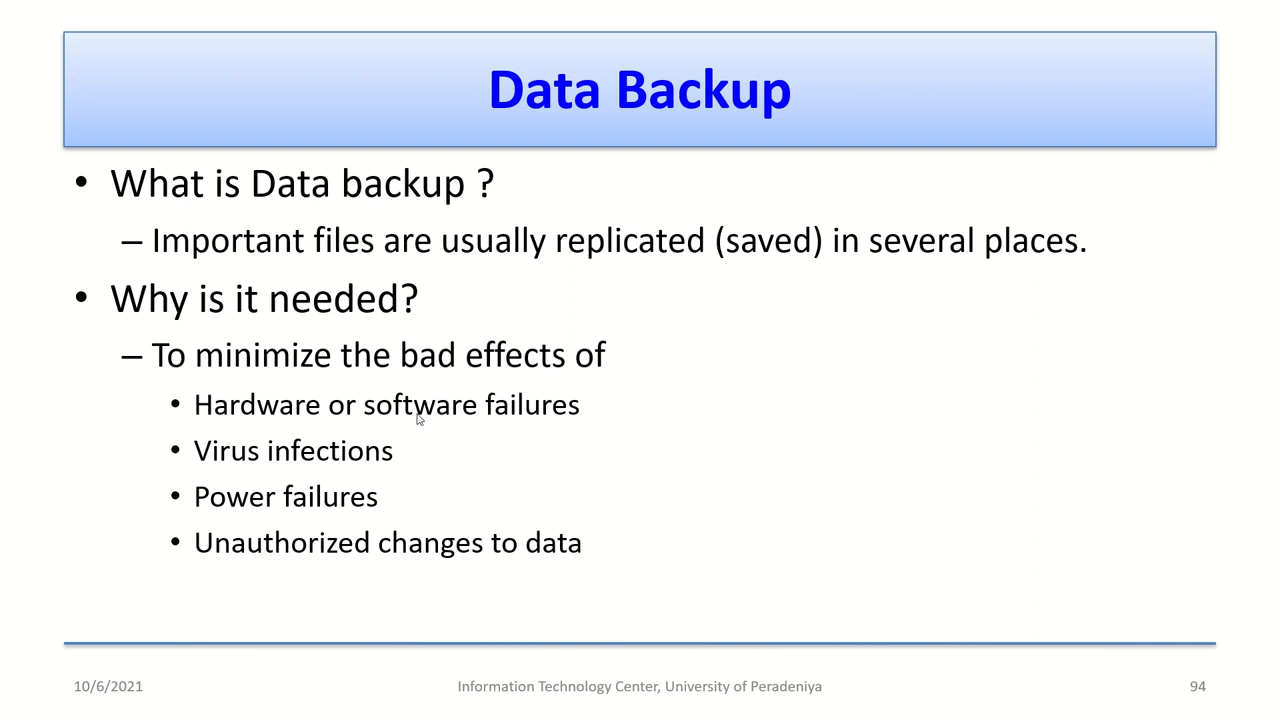 Data Backup
• What is Data backup ?
– Important files are usually replicated (saved) in several places.
• Why is it needed?
– To minimize the bad effects of
• Hardware or software failures
• Virus infections
• Power failures
• Unauthorized changes to data
10/6/2021
Information Technology Center, University of Peradeniya
94